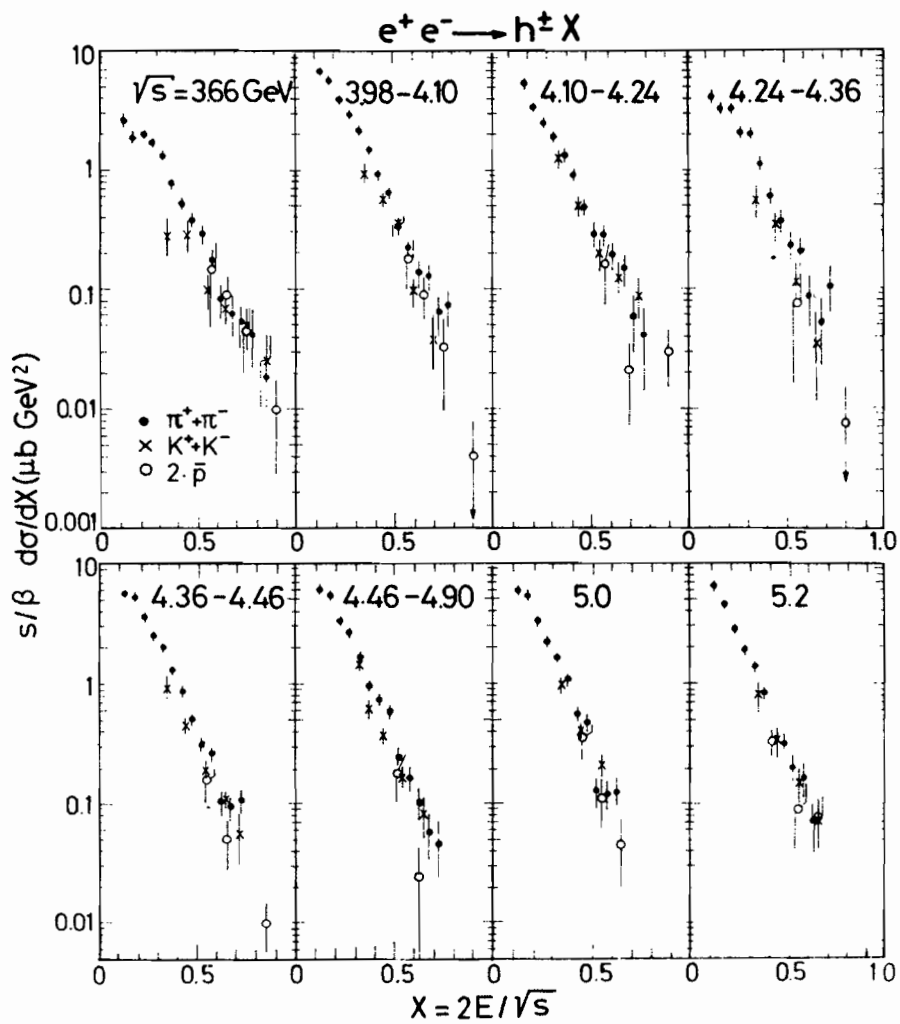 e⁺ e⁻ → h± X
√s = 3.66 GeV
3.98 – 4.10
4.10 – 4.24
4.24 – 4.36
10
1
0.1
0.01
0.001
π⁺+π⁻
K⁺+K⁻
2·p̄
0 0.5 0 0.5 0 0.5 0 0.5 1.0
s/β dσ/dX (μb GeV²)
4.36 – 4.46
4.46 – 4.90
5.0
5.2
10
1
0.1
0.01
0 0.5 0 0.5 0 0.5 0 0.5 1.0
X = 2E/√s